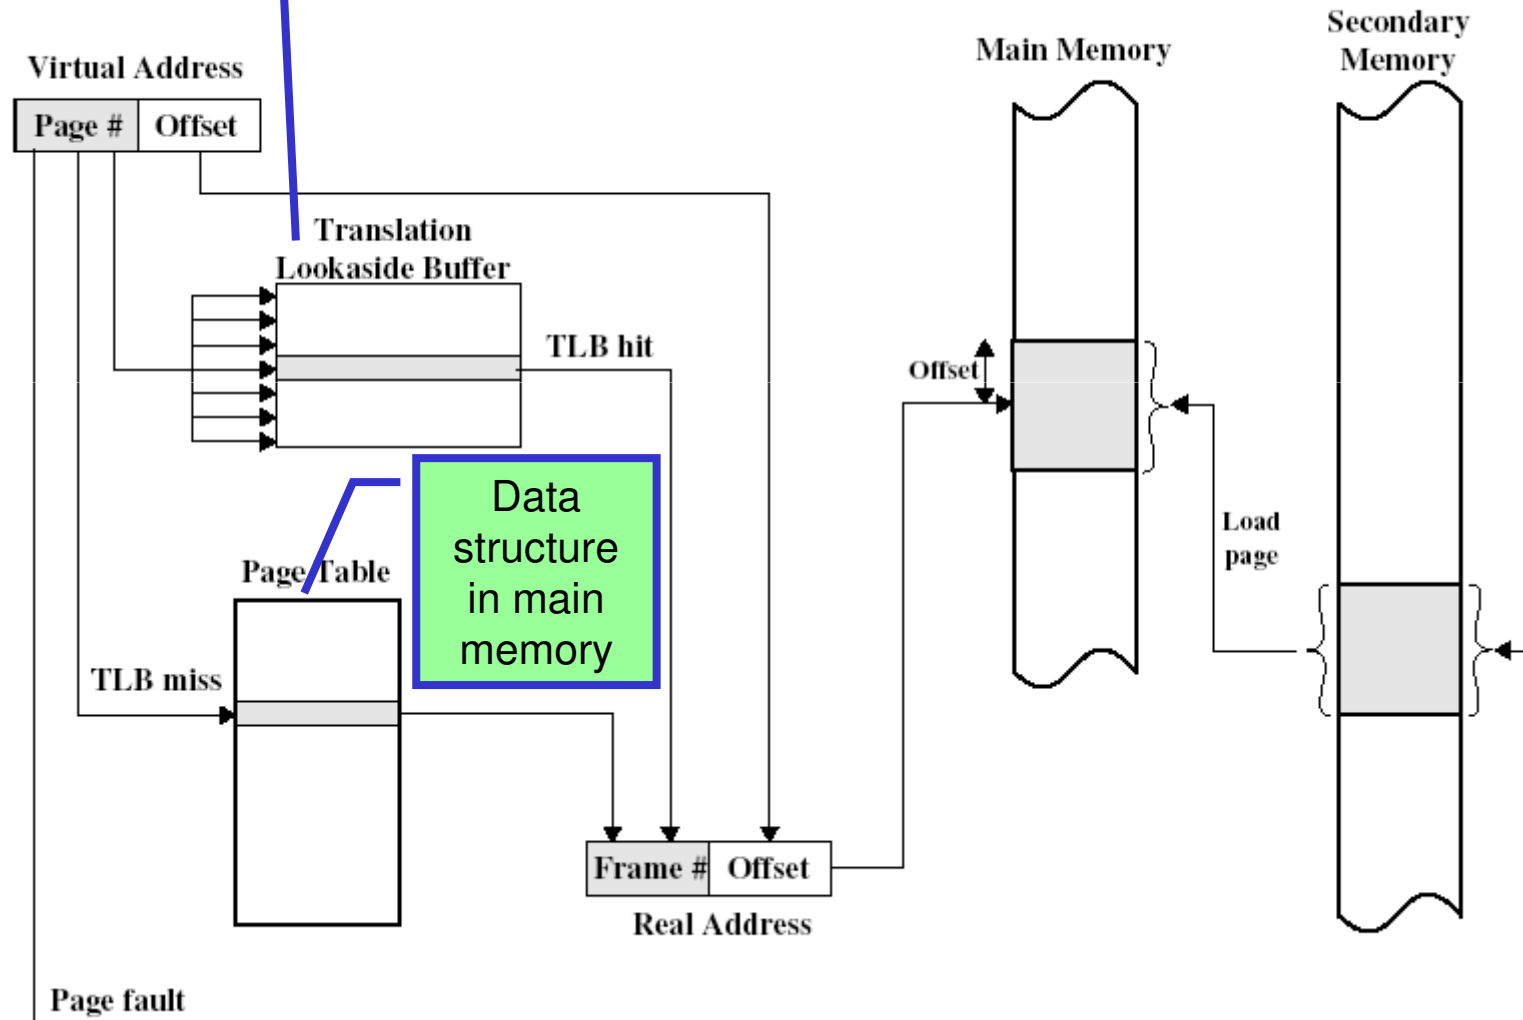 Secondary
Memory
Main Memory
Virtual Address
Page #
Offset
Translation
Lookaside Buffer
TLB hit
Offset
Data
structure
in main
memory
Load
page
Page Table
TLB miss
Frame #
Offset
Real Address
Page fault